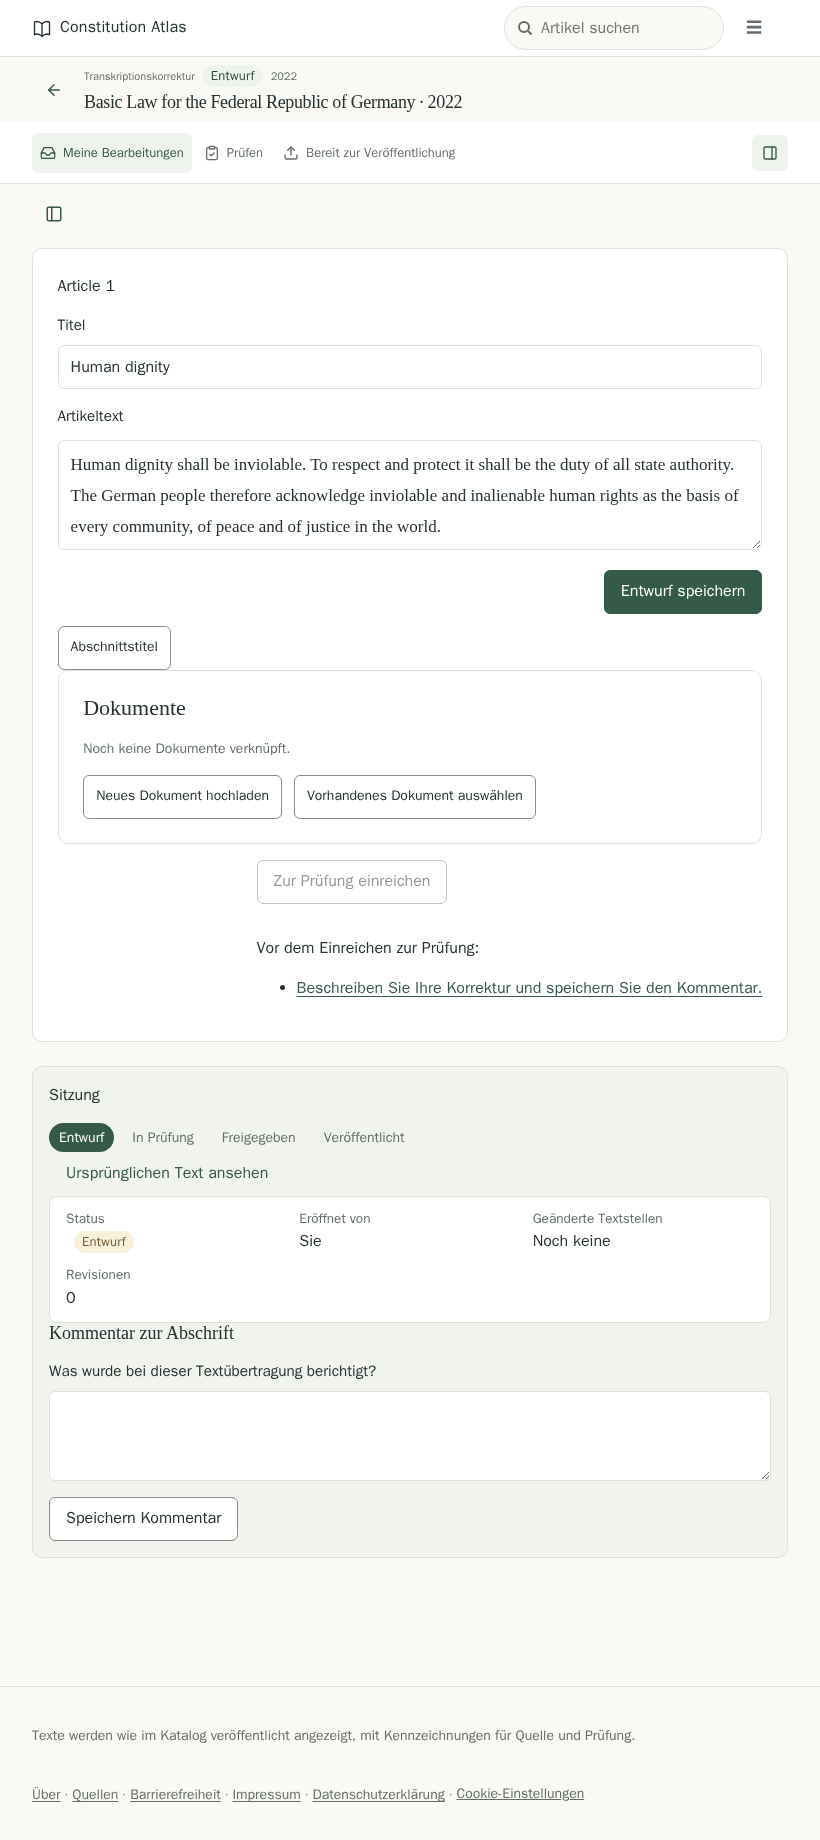 Constitution Atlas
Artikel suchen
Transkriptionskorrektur Entwurf 2022
Basic Law for the Federal Republic of Germany · 2022
Meine Bearbeitungen Prüfen Bereit zur Veröffentlichung
Article 1
Titel
Human dignity
Artikeltext
Human dignity shall be inviolable. To respect and protect it shall be the duty of all state authority.
The German people therefore acknowledge inviolable and inalienable human rights as the basis of
every community, of peace and of justice in the world.
Entwurf speichern
Abschnittstitel
Dokumente
Noch keine Dokumente verknüpft.
Neues Dokument hochladen Vorhandenes Dokument auswählen
Zur Prüfung einreichen
Vor dem Einreichen zur Prüfung:
• Beschreiben Sie Ihre Korrektur und speichern Sie den Kommentar.
Sitzung
Entwurf In Prüfung Freigegeben Veröffentlicht
Ursprünglichen Text ansehen
Status Eröffnet von Geänderte Textstellen
Entwurf Sie Noch keine
Revisionen
0
Kommentar zur Abschrift
Was wurde bei dieser Textübertragung berichtigt?
Speichern Kommentar
Texte werden wie im Katalog veröffentlicht angezeigt, mit Kennzeichnungen für Quelle und Prüfung.
Über · Quellen · Barrierefreiheit · Impressum · Datenschutzerklärung · Cookie-Einstellungen